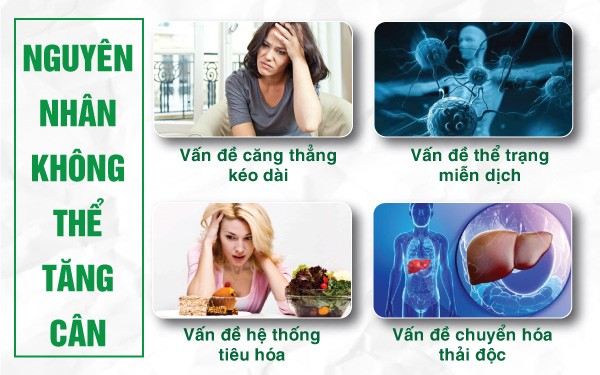 NGUYÊN
NHÂN
KHÔNG
THỂ
TĂNG
CÂN
Vấn đề căng thẳng
kéo dài
Vấn đề thể trạng
miễn dịch
Vấn đề hệ thống
tiêu hóa
Vấn đề chuyển hóa
thải độc